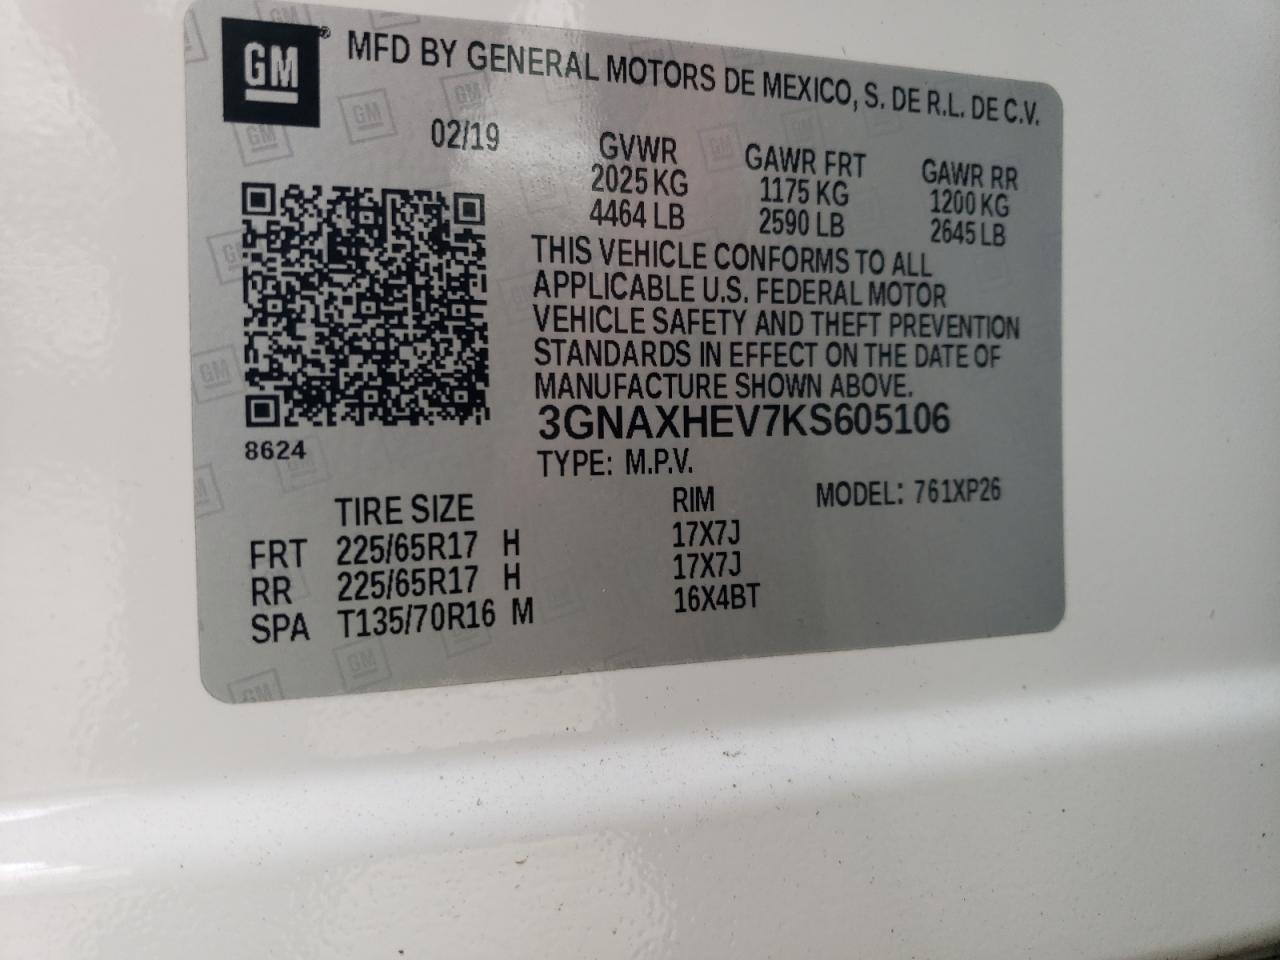 GM® MFD BY GENERAL MOTORS DE MEXICO, S. DE R.L. DE C.V.
02/19 GVWR GAWR FRT GAWR RR
2025 KG 1175 KG 1200 KG
4464 LB 2590 LB 2645 LB
THIS VEHICLE CONFORMS TO ALL
APPLICABLE U.S. FEDERAL MOTOR
VEHICLE SAFETY AND THEFT PREVENTION
STANDARDS IN EFFECT ON THE DATE OF
MANUFACTURE SHOWN ABOVE.
3GNAXHEV7KS605106
8624
TYPE: M.P.V.
TIRE SIZE RIM MODEL: 761XP26
FRT 225/65R17 H 17X7J
RR 225/65R17 H 17X7J
SPA T135/70R16 M 16X4BT